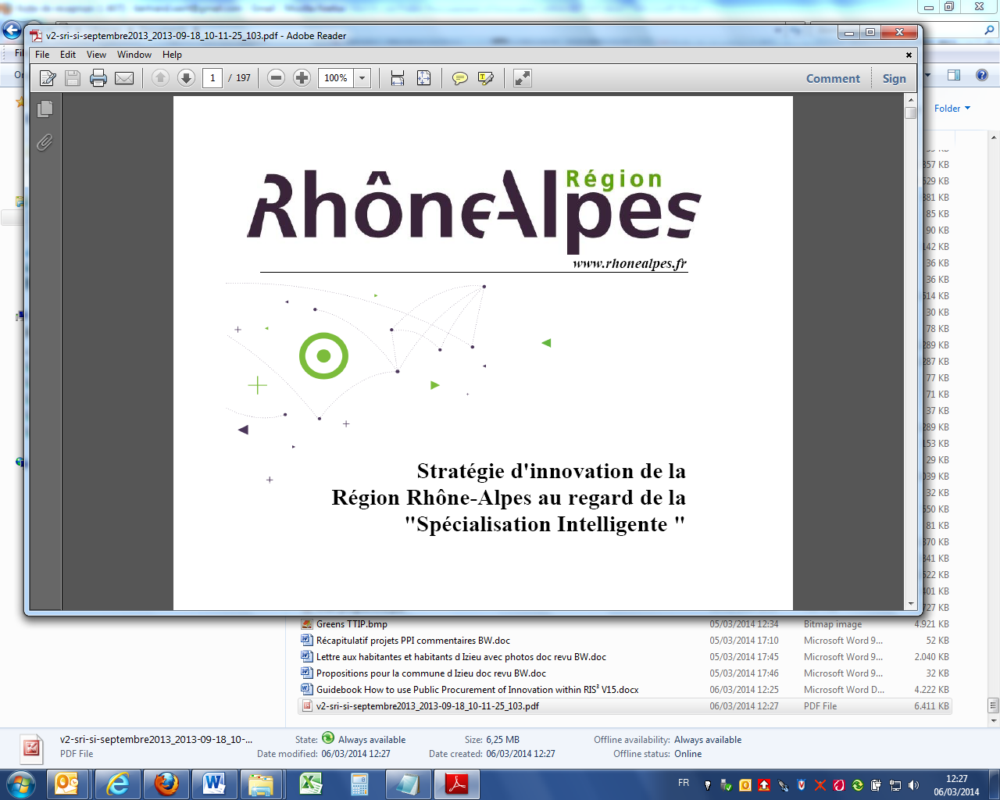 v2-sri-si-septembre2013_2013-09-18_10-11-25_103.pdf - Adobe Reader
File Edit View Window Help
1 / 197 100% Comment Sign
Folder
Région
RhôneAlpes
www.rhonealpes.fr
Stratégie d'innovation de la
Région Rhône-Alpes au regard de la
"Spécialisation Intelligente "
Greens TTIP.bmp 05/03/2014 12:34 Bitmap image 4.921 KB
Récapitulatif projets PPI commentaires BW.doc 05/03/2014 17:10 Microsoft Word 9... 52 KB
Lettre aux habitantes et habitants d Izieu avec photos doc revu BW.doc 05/03/2014 17:45 Microsoft Word 9... 2.040 KB
Propositions pour la commune d Izieu doc revu BW.doc 05/03/2014 17:46 Microsoft Word 9... 32 KB
Guidebook How to use Public Procurement of Innovation within RIS³ V15.docx 06/03/2014 12:25 Microsoft Word D... 4.222 KB
v2-sri-si-septembre2013_2013-09-18_10-11-25_103.pdf 06/03/2014 12:27 PDF File 6.411 KB
v2-sri-si-septembre2013_2013-09-18_10-... State: Always available Size: 6,25 MB Offline availability: Always available
PDF File Date modified: 06/03/2014 12:27 Date created: 06/03/2014 12:27 Offline status: Online
FR 12:27
06/03/2014